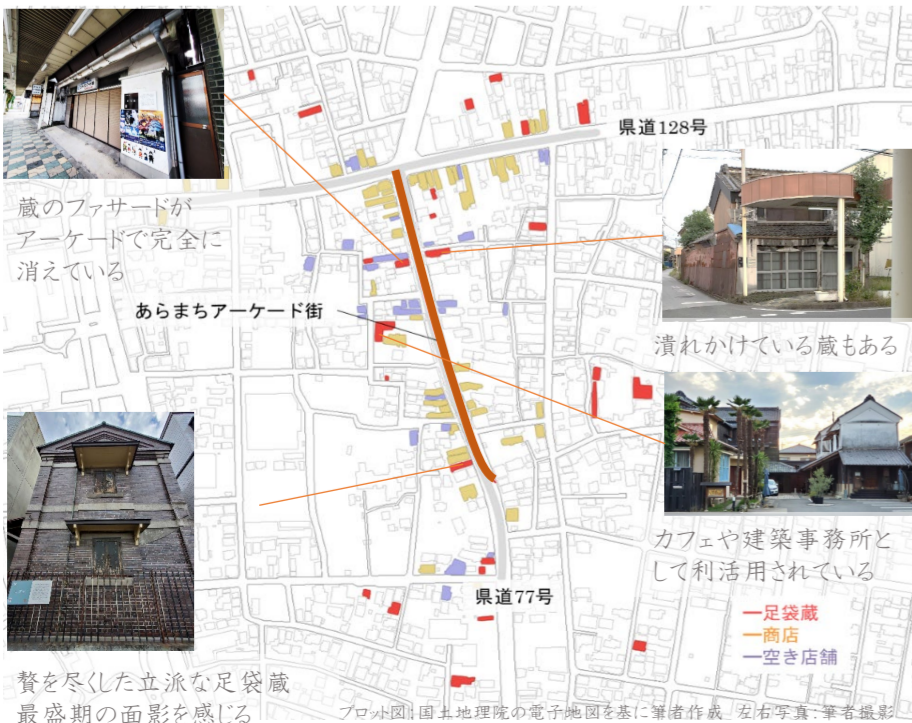 県道128号
蔵のファサードが
アーケードで完全に
消えている
あらまちアーケード街
潰れかけている蔵もある
カフェや建築事務所と
して利活用されている
県道77号
ー足袋蔵
ー商店
ー空き店舗
贅を尽くした立派な足袋蔵
最盛期の面影を感じる
プロット図:国土地理院の電子地図を基に筆者作成 左右写真:筆者撮影